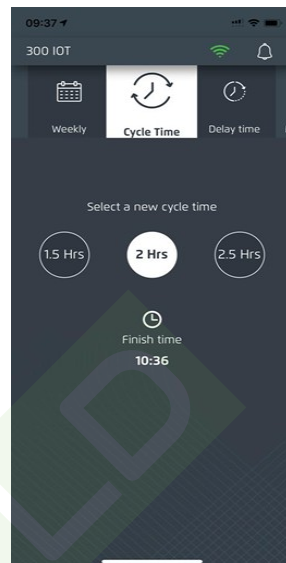 09:37
300 IOT
Weekly
Cycle Time
Delay time
Select a new cycle time
1.5 Hrs
2 Hrs
2.5 Hrs
Finish time
10:36